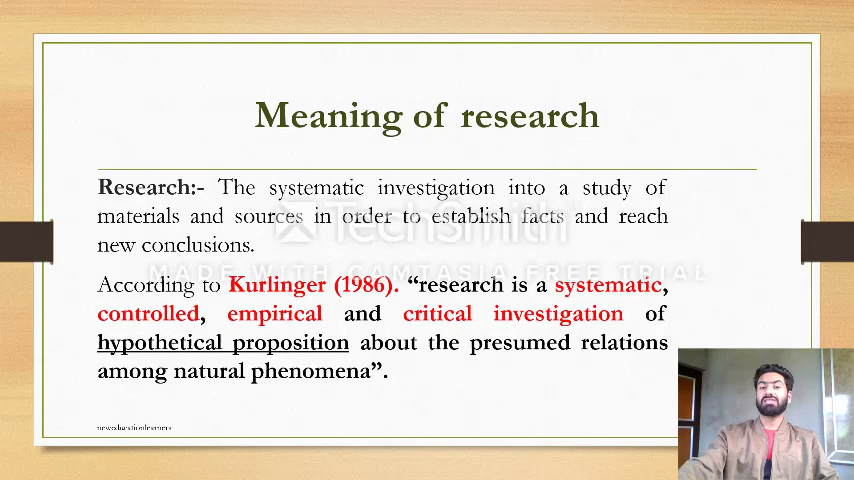 Meaning of research
Research:- The systematic investigation into a study of
materials and sources in order to establish facts and reach
new conclusions.
TechSmith
MADE WITH CAMTASIA FREE TRIAL
According to Kurlinger (1986). “research is a systematic,
controlled, empirical and critical investigation of
hypothetical proposition about the presumed relations
among natural phenomena”.
neweducationlearners